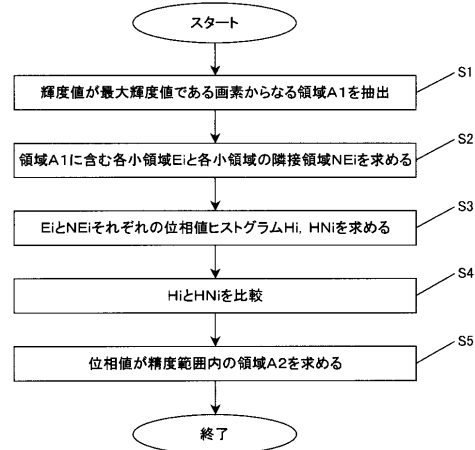 スタート
S1
輝度値が最大輝度値である画素からなる領域A1を抽出
S2
領域A1に含む各小領域Eiと各小領域の隣接領域NEiを求める
S3
EiとNEiそれぞれの位相値ヒストグラムHi, HNiを求める
S4
HiとHNiを比較
S5
位相値が精度範囲内の領域A2を求める
終了